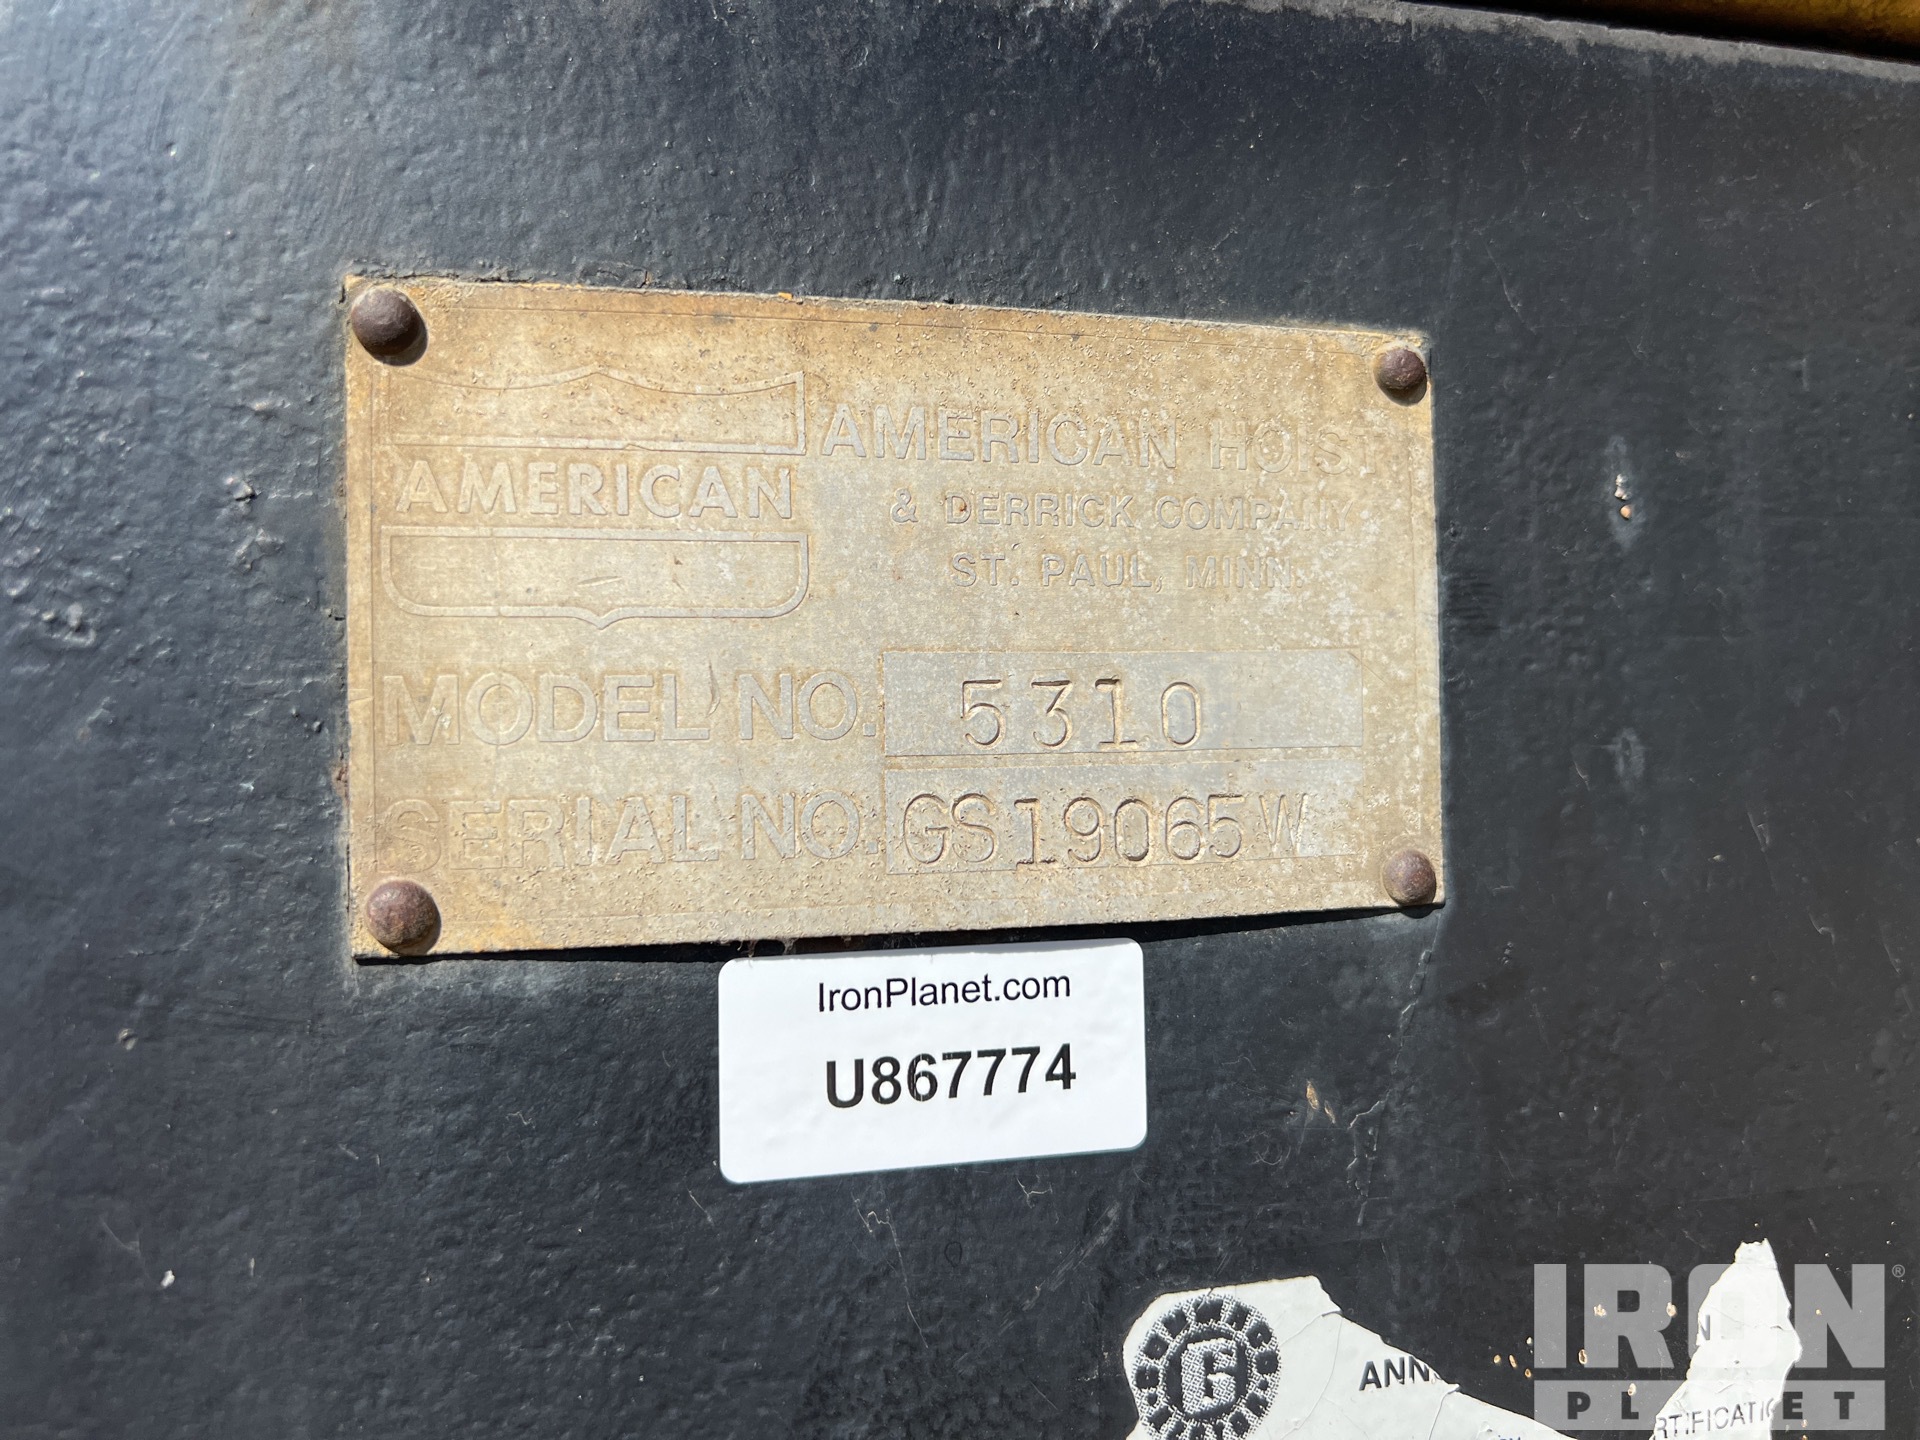 AMERICAN
AMERICAN HOIST
& DERRICK COMPANY
ST. PAUL, MINN.
MODEL NO. 5310
SERIAL NO. GS19065W
IronPlanet.com
U867774
IRON®
PLANET